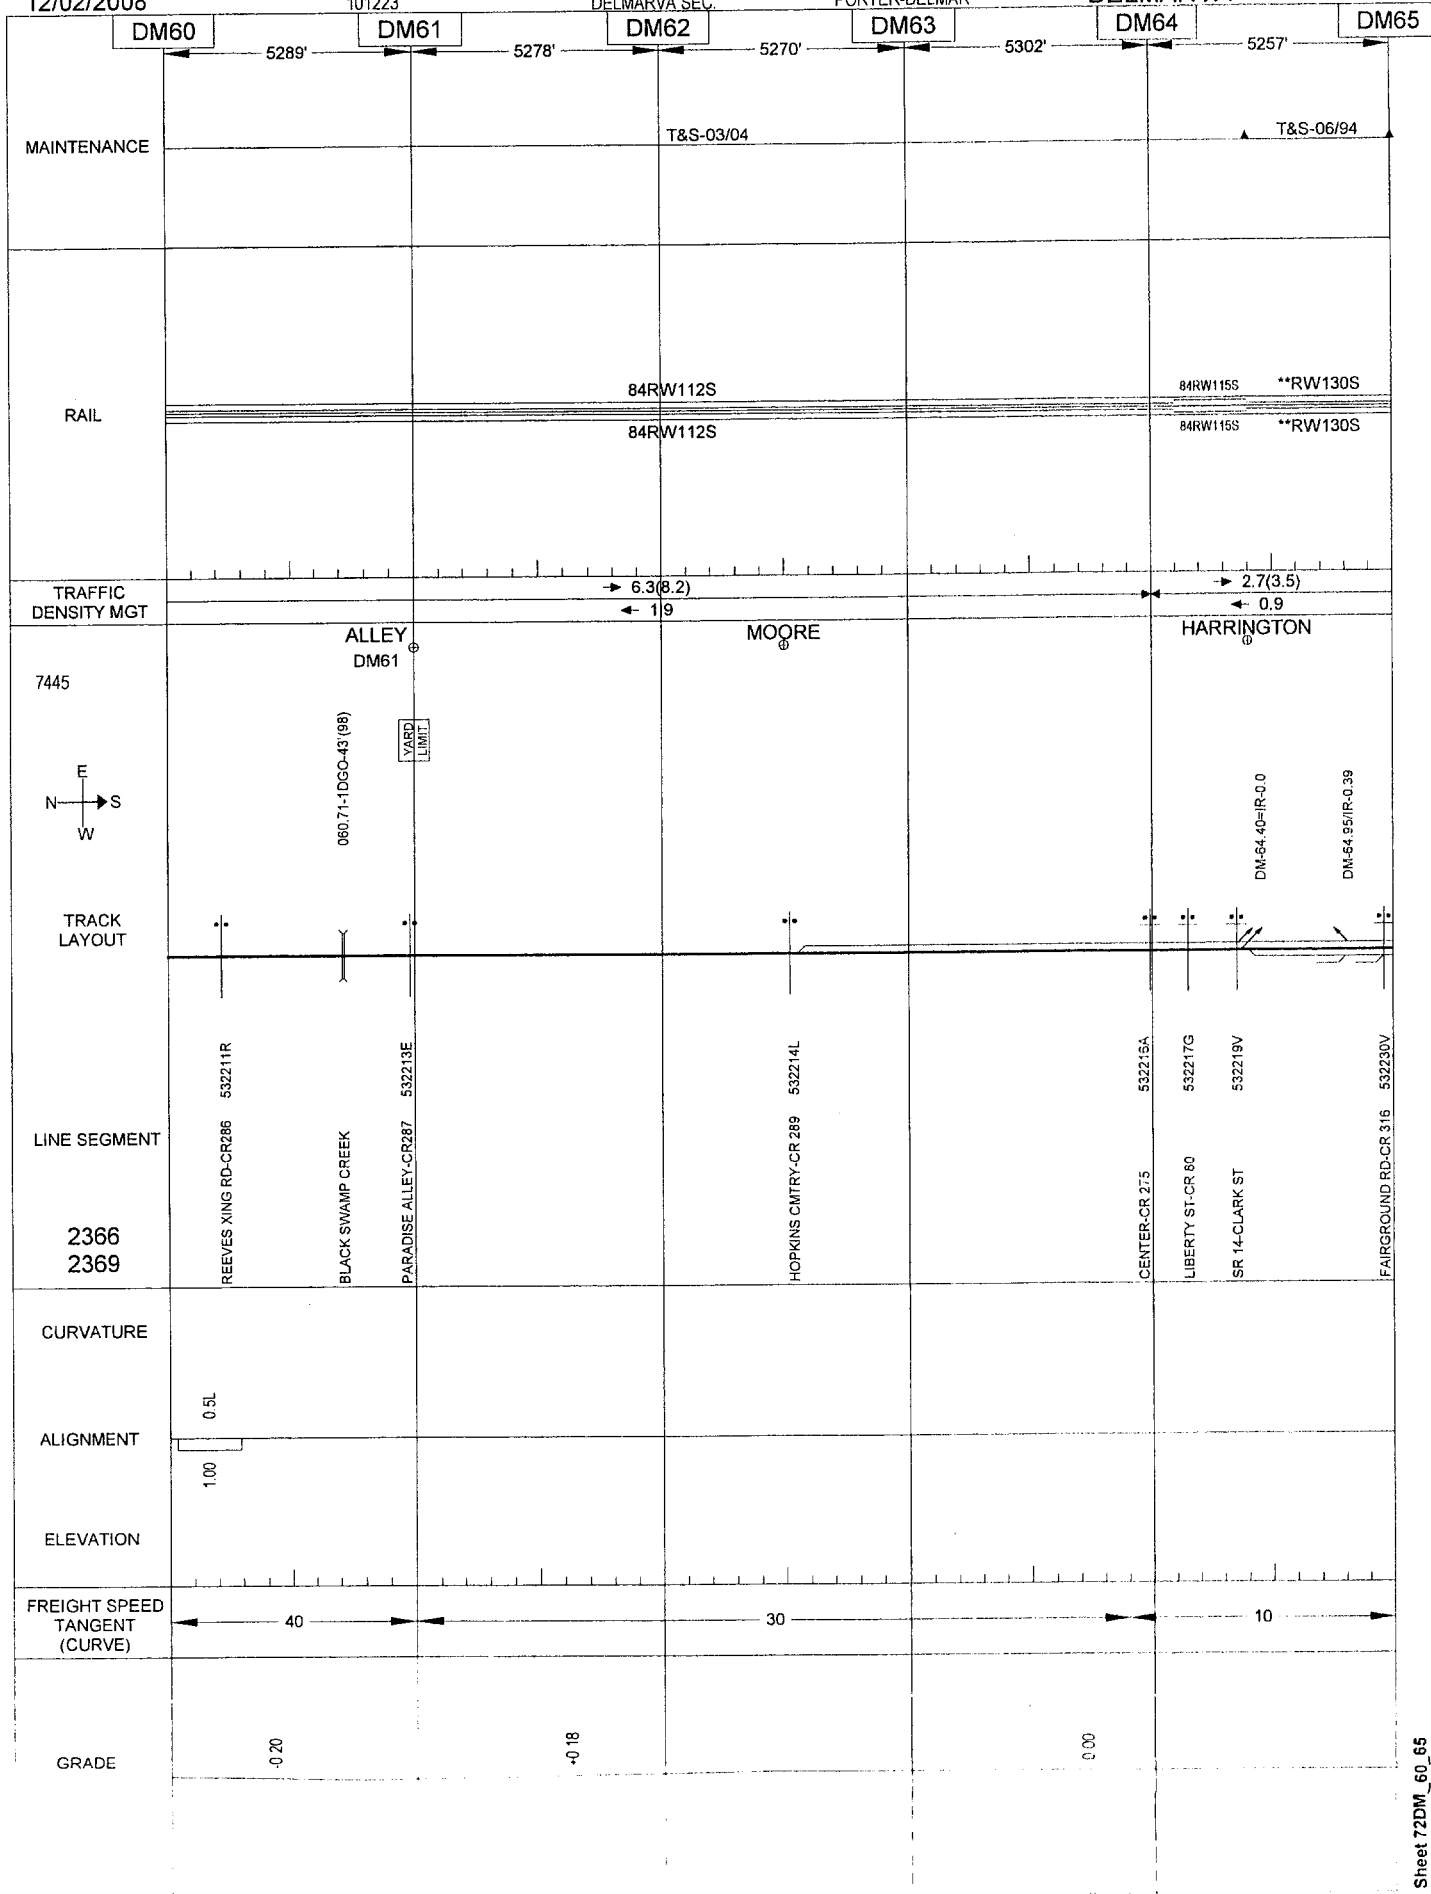 12/02/2008 101223 DELMARVA SEC. PORTER-DELMAR
DM60 DM61 DM62 DM63 DM64 DM65
5289' 5278' 5270' 5302' 5257'
MAINTENANCE T&S-03/04 T&S-06/94
84RW112S 84RW115S **RW130S
RAIL
84RW112S 84RW115S **RW130S
TRAFFIC DENSITY MGT
6.3(8.2) 2.7(3.5)
1.9 0.9
ALLEY MOORE HARRINGTON
DM61
7445
YARD LIMIT
060.71-1DGO-43'(98)
DM-64.40=IR-0.0
DM-64.95/IR-0.39
E
N S
W
TRACK
LAYOUT
LINE SEGMENT
2366
2369
REEVES XING RD-CR286 532211R
BLACK SWAMP CREEK
PARADISE ALLEY-CR287 532213E
HOPKINS CMTRY-CR 289 532214L
CENTER-CR 275 532216A
LIBERTY ST-CR 80 532217G
SR 14-CLARK ST 532219V
FAIRGROUND RD-CR 316 532230V
CURVATURE
0.5L
ALIGNMENT
1.00
ELEVATION
FREIGHT SPEED
TANGENT
(CURVE)
40 30 10
GRADE
-0.20 +0.18 0.00
Sheet 72DM_60_65